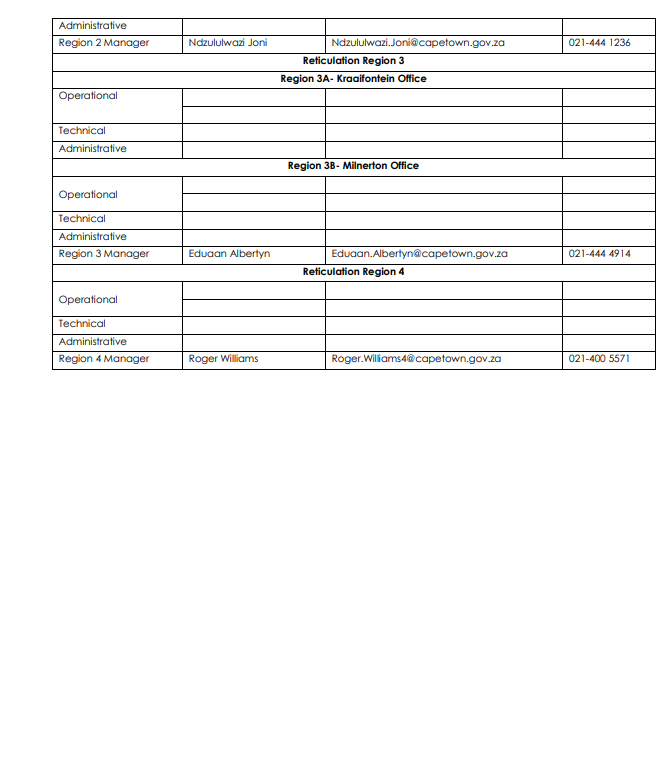 Administrative
Region 2 Manager Ndzululwazi Joni Ndzululwazi.Joni@capetown.gov.za 021-444 1236
Reticulation Region 3
Region 3A- Kraaifontein Office
Operational
Technical
Administrative
Region 3B- Milnerton Office
Operational
Technical
Administrative
Region 3 Manager Eduaan Albertyn Eduaan.Albertyn@capetown.gov.za 021-444 4914
Reticulation Region 4
Operational
Technical
Administrative
Region 4 Manager Roger Williams Roger.Williams4@capetown.gov.za 021-400 5571